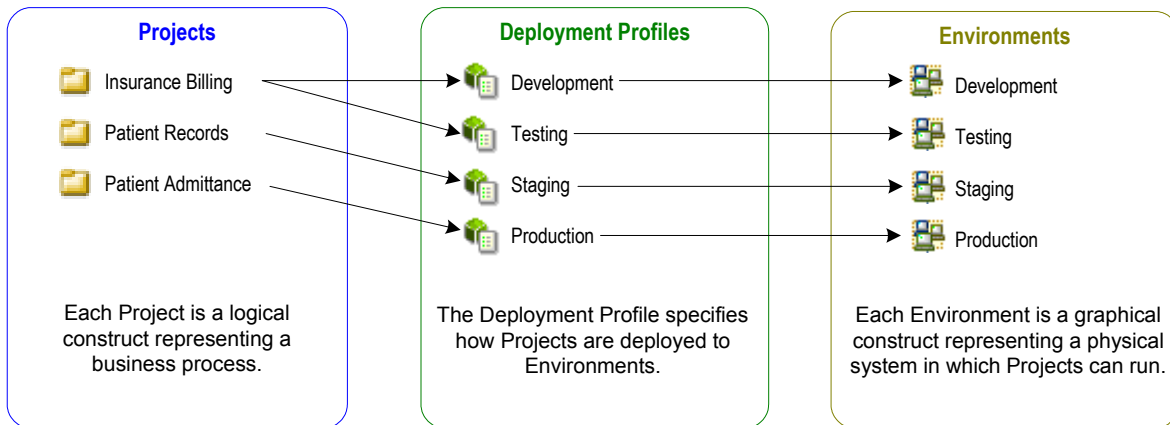 Projects
Insurance Billing
Patient Records
Patient Admittance
Each Project is a logical
construct representing a
business process.
Deployment Profiles
Development
Testing
Staging
Production
The Deployment Profile specifies
how Projects are deployed to
Environments.
Environments
Development
Testing
Staging
Production
Each Environment is a graphical
construct representing a physical
system in which Projects can run.